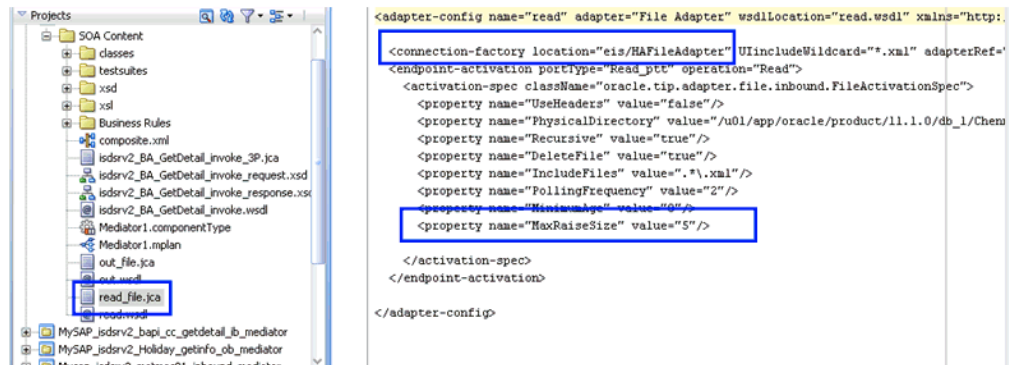 Projects
SOA Content
classes
testsuites
xsd
xsl
Business Rules
composite.xml
isdsrv2_BA_GetDetail_invoke_3P.jca
isdsrv2_BA_GetDetail_invoke_request.xsd
isdsrv2_BA_GetDetail_invoke_response.xsd
isdsrv2_BA_GetDetail_invoke.wsdl
Mediator1.componentType
Mediator1.mplan
out_file.jca
out.wsdl
read_file.jca
read.wsdl
MySAP_isdsrv2_bapi_cc_getdetail_ib_mediator
MySAP_isdsrv2_Holiday_getinfo_ob_mediator
<adapter-config name="read" adapter="File Adapter" wsdlLocation="read.wsdl" xmlns="http:
<connection-factory location="eis/HAFileAdapter" UIincludeWildcard="*.xml" adapterRef="
<endpoint-activation portType="Read_ptt" operation="Read">
<activation-spec className="oracle.tip.adapter.file.inbound.FileActivationSpec">
<property name="UseHeaders" value="false"/>
<property name="PhysicalDirectory" value="/u01/app/oracle/product/11.1.0/db_1/Chenn
<property name="Recursive" value="true"/>
<property name="DeleteFile" value="true"/>
<property name="IncludeFiles" value=".*\.xml"/>
<property name="PollingFrequency" value="2"/>
<property name="MinimumAge" value="0"/>
<property name="MaxRaiseSize" value="5"/>
</activation-spec>
</endpoint-activation>
</adapter-config>